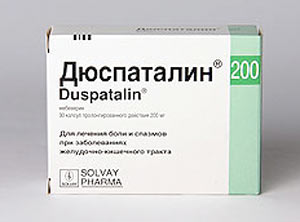 Дюспаталин® 200
Duspatalin®
мебеверин
30 капсул пролонгированного действия 200 мг
Для лечения боли и спазмов
при заболеваниях
желудочно-кишечного тракта
SOLVAY
SOLVAY
PHARMA